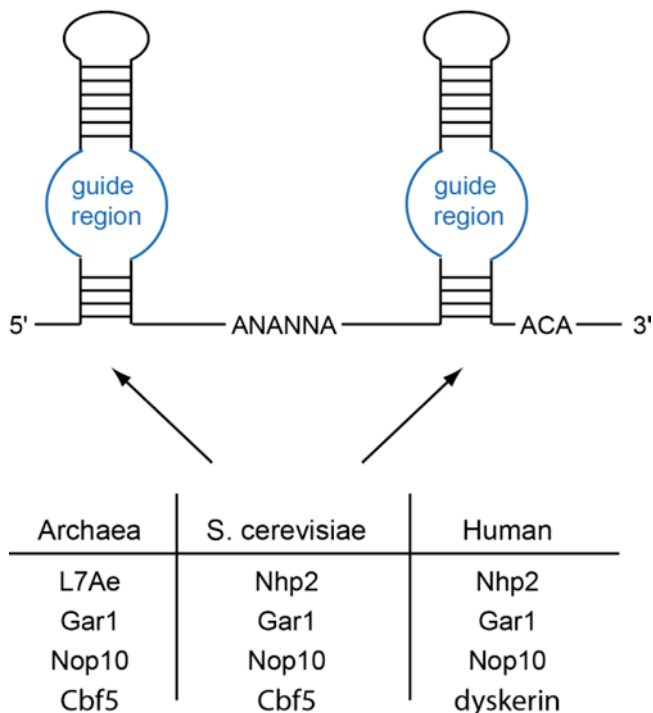 guide guide
region region
5' ANANNA ACA 3'
Archaea S. cerevisiae Human
L7Ae Nhp2 Nhp2
Gar1 Gar1 Gar1
Nop10 Nop10 Nop10
Cbf5 Cbf5 dyskerin